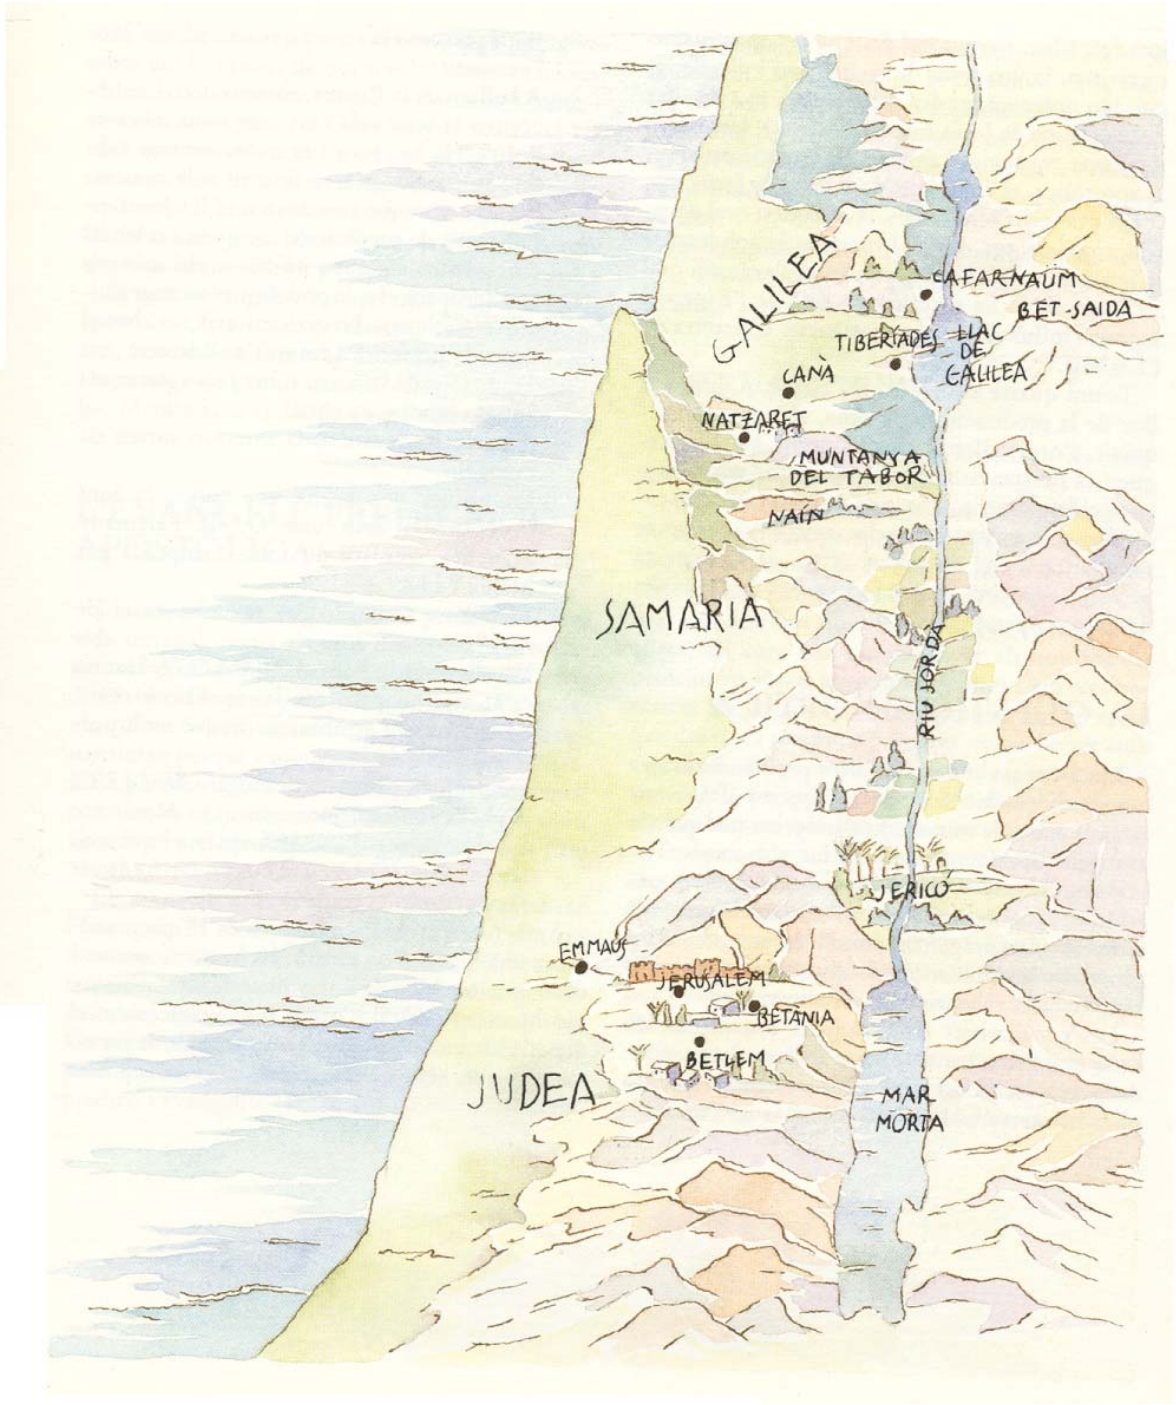 GALILEA
CAFARNAÜM
BET-SAIDA
TIBERÍADES
LLAC
DE
GALILEA
CANÀ
NATZARET
MUNTANYA
DEL TABOR
NAÍN
SAMARIA
RIU JORDÀ
JERICÓ
EMMAÚS
JERUSALEM
BETÀNIA
BETLEM
JUDEA
MAR
MORTA